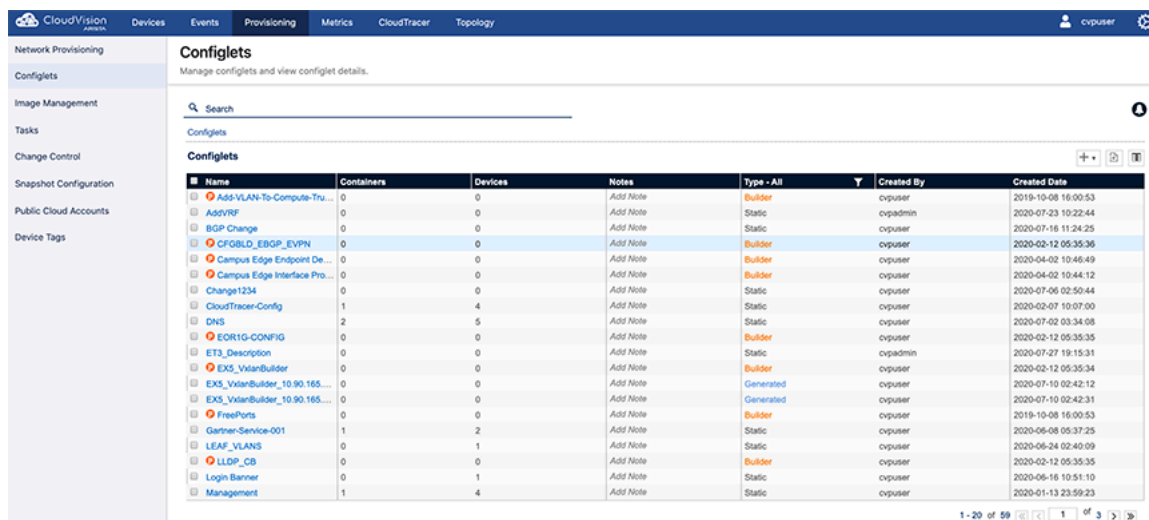 CloudVision ARISTA Devices Events Provisioning Metrics CloudTracer Topology cvpuser
Network Provisioning
Configlets
Image Management
Tasks
Change Control
Snapshot Configuration
Public Cloud Accounts
Device Tags
Configlets
Manage configlets and view configlet details.
Search
Configlets
Configlets
Name Containers Devices Notes Type - All Created By Created Date
Add-VLAN-To-Compute-Tru... 0 0 Add Note Builder cvpuser 2019-10-08 16:00:53
AddVRF 0 0 Add Note Static cvpadmin 2020-07-23 10:22:44
BGP Change 0 0 Add Note Static cvpuser 2020-07-16 11:24:25
CFGBLD_EBGP_EVPN 0 0 Add Note Builder cvpuser 2020-02-12 05:35:36
Campus Edge Endpoint De... 0 0 Add Note Builder cvpuser 2020-04-02 10:46:49
Campus Edge Interface Pro... 0 0 Add Note Builder cvpuser 2020-04-02 10:44:12
Change1234 0 0 Add Note Static cvpuser 2020-07-06 02:50:44
CloudTracer-Config 1 4 Add Note Static cvpuser 2020-02-07 10:07:00
DNS 2 5 Add Note Static cvpuser 2020-07-02 03:34:08
EOR1G-CONFIG 0 0 Add Note Builder cvpuser 2020-02-12 05:35:35
ET3_Description 0 0 Add Note Static cvpadmin 2020-07-27 19:15:31
EX5_VxlanBuilder 0 0 Add Note Builder cvpuser 2020-02-12 05:35:34
EX5_VxlanBuilder_10.90.165.... 0 0 Add Note Generated cvpuser 2020-07-10 02:42:12
EX5_VxlanBuilder_10.90.165.... 0 0 Add Note Generated cvpuser 2020-07-10 02:42:31
FreePorts 0 0 Add Note Builder cvpuser 2019-10-08 16:00:53
Gartner-Service-001 1 2 Add Note Static cvpuser 2020-06-08 05:37:25
LEAF_VLANS 0 1 Add Note Static cvpuser 2020-06-24 02:40:09
LLDP_CB 0 0 Add Note Builder cvpuser 2020-02-12 05:35:35
Login Banner 0 1 Add Note Static cvpuser 2020-06-16 10:51:10
Management 1 4 Add Note Static cvpuser 2020-01-13 23:59:23
1 - 20 of 59 1 of 3